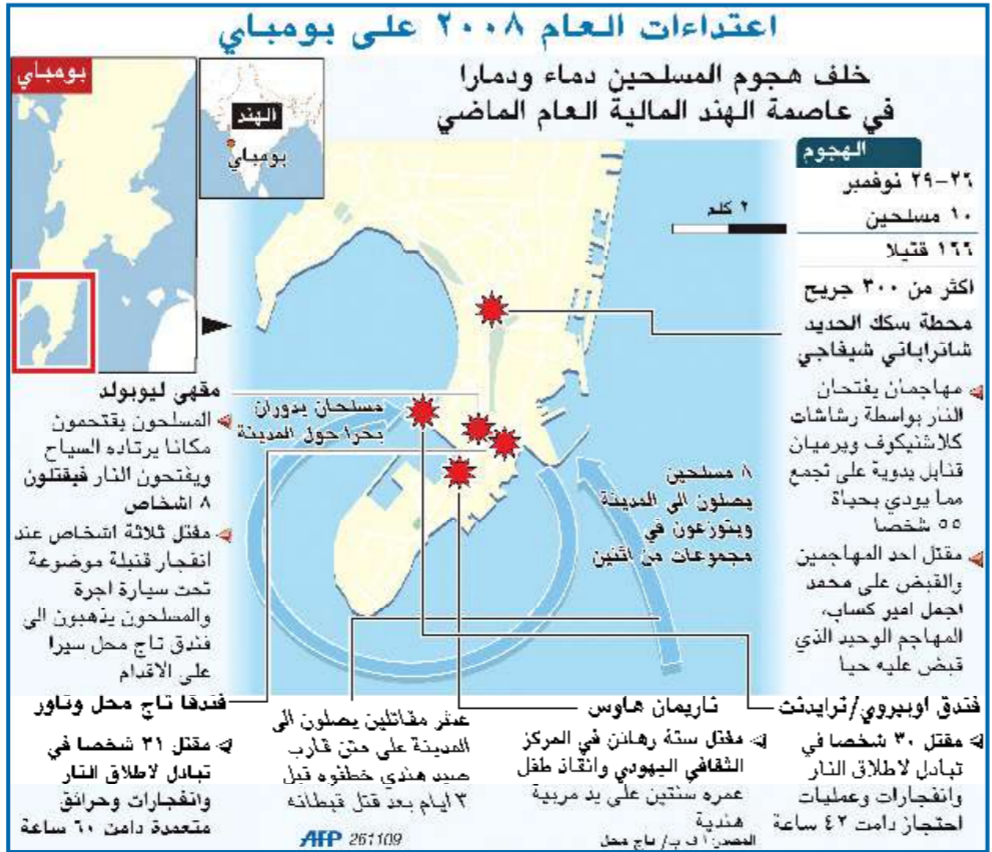 اعتداءات العام ٢٠٠٨ على بومباي
خلف هجوم المسلحين دماء ودمارا
في عاصمة الهند المالية العام الماضي
بومباي
الهند
بومباي
الهجوم
٢٦-٢٩ نوفمبر
١٠ مسلحين
١٦٦ قتيلا
اكثر من ٣٠٠ جريح
٢ كلم
محطة سكك الحديد
شاتراباتي شيفاجي
مهاجمان يفتحان
النار بواسطة رشاشات
كلاشنيكوف ويرميان
قنابل يدوية على تجمع
مما يودي بحياة
٥٥ شخصا
مقتل احد المهاجمين
والقبض على محمد
اجمل امير كساب،
المهاجم الوحيد الذي
قبض عليه حيا
٨ مسلحين
يصلون الى المدينة
ويتوزعون في
مجموعات من اثنين
مسلحان يدوران
بحرا حول المدينة
مقهى ليوبولد
المسلحون يقتحمون
مكانا يرتاده السياح
ويفتحون النار فيقتلون
٨ اشخاص
مقتل ثلاثة اشخاص عند
انفجار قنبلة موضوعة
تحت سيارة اجرة
والمسلحون يذهبون الى
فندق تاج محل سيرا
على الاقدام
فندق اوبيروي/ترايدنت
مقتل ٣٠ شخصا في
تبادل لاطلاق النار
وانفجارات وعمليات
احتجاز دامت ٤٢ ساعة
ناريمان هاوس
مقتل ستة رهائن في المركز
الثقافي اليهودي وانقاذ طفل
عمره سنتين على يد مربية
هندية
المصدر: ا ف ب/ تاج محل
عشر مقاتلين يصلون الى
المدينة على متن قارب
صيد هندي خطفوه قبل
٣ ايام بعد قتل قبطانه
فندقا تاج محل وتاور
مقتل ٣١ شخصا في
تبادل لاطلاق النار
وانفجارات وحرائق
متعمدة دامت ٦٠ ساعة
AFP 261109